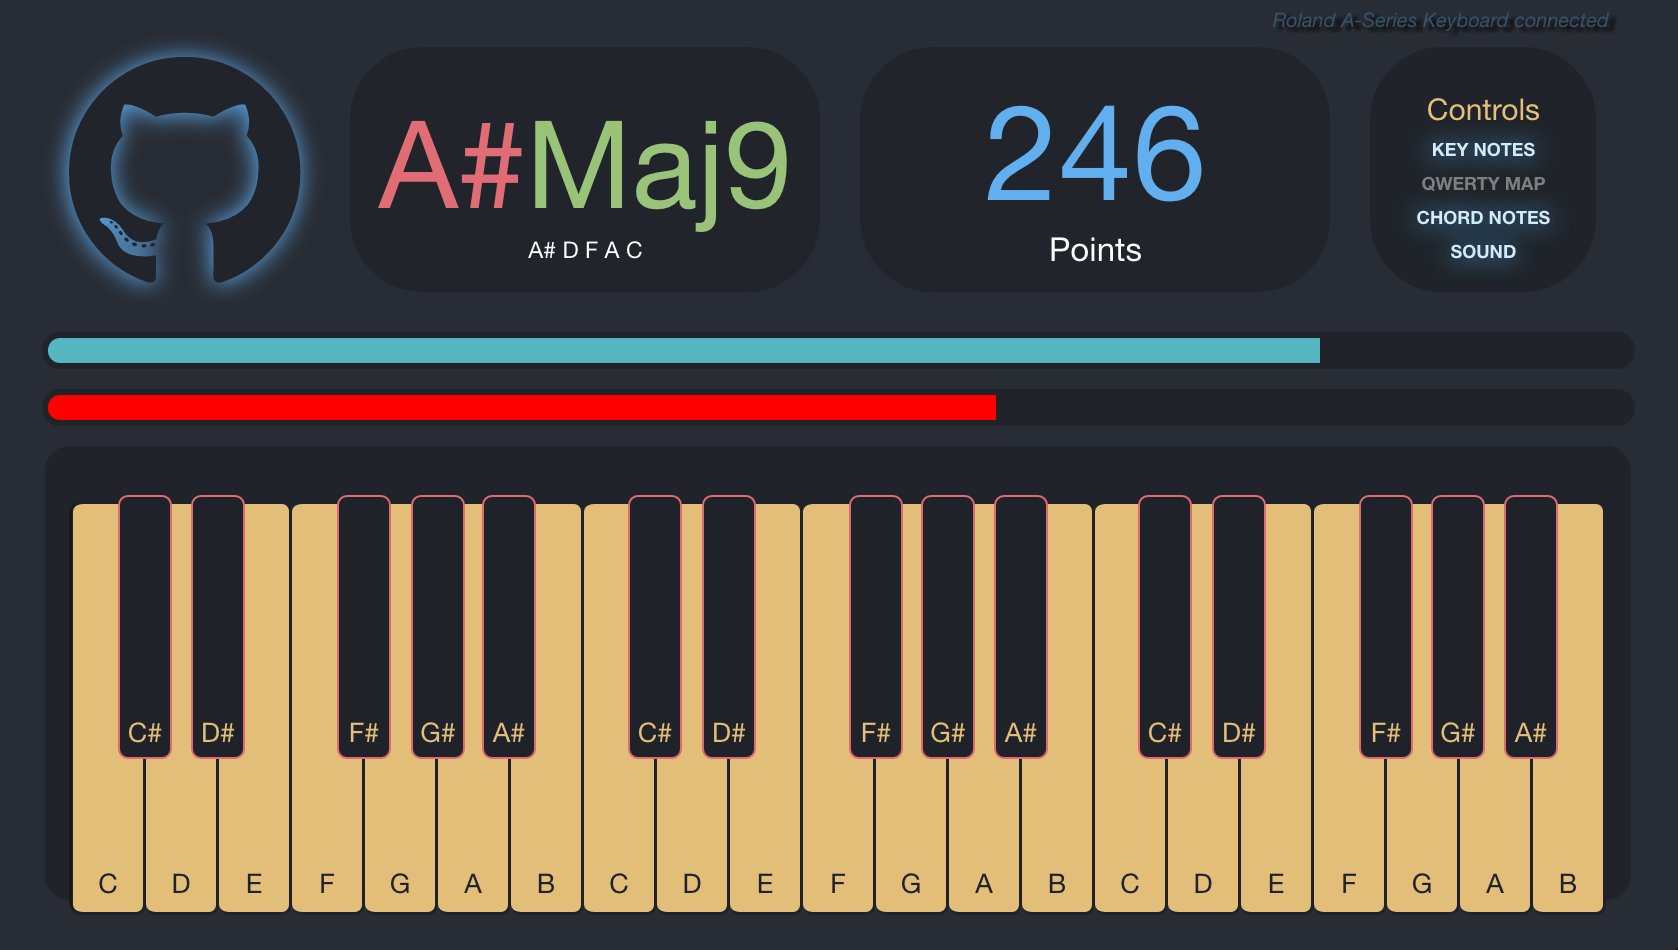 Roland A-Series Keyboard connected
A#Maj9
A# D F A C
246
Points
Controls
KEY NOTES
QWERTY MAP
CHORD NOTES
SOUND
C# D# F# G# A# C# D# F# G# A# C# D# F# G# A#
C D E F G A B C D E F G A B C D E F G A B